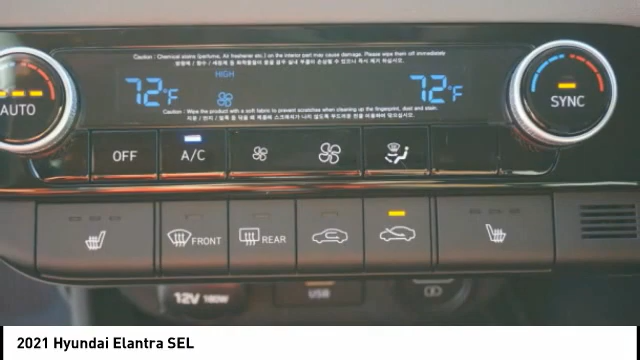 Caution : Chemical stains (perfume, Air freshener etc.) on the interior part may cause damage. Please wipe them off immediately
HIGH
72°F
72°F
AUTO
SYNC
Caution : Wipe the product with a soft fabric to prevent scratches when cleaning up the fingerprint, dust and stain.
OFF
A/C
FRONT
REAR
12V 180W
USB
2021 Hyundai Elantra SEL